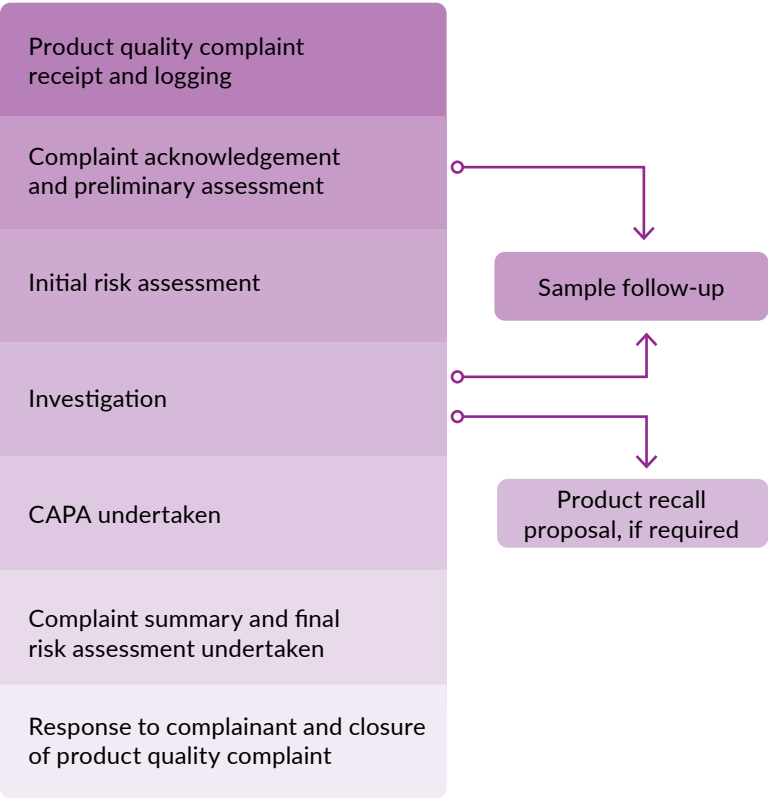 Product quality complaint
receipt and logging
Complaint acknowledgement
and preliminary assessment
Initial risk assessment
Sample follow-up
Investigation
CAPA undertaken
Product recall
proposal, if required
Complaint summary and final
risk assessment undertaken
Response to complainant and closure
of product quality complaint